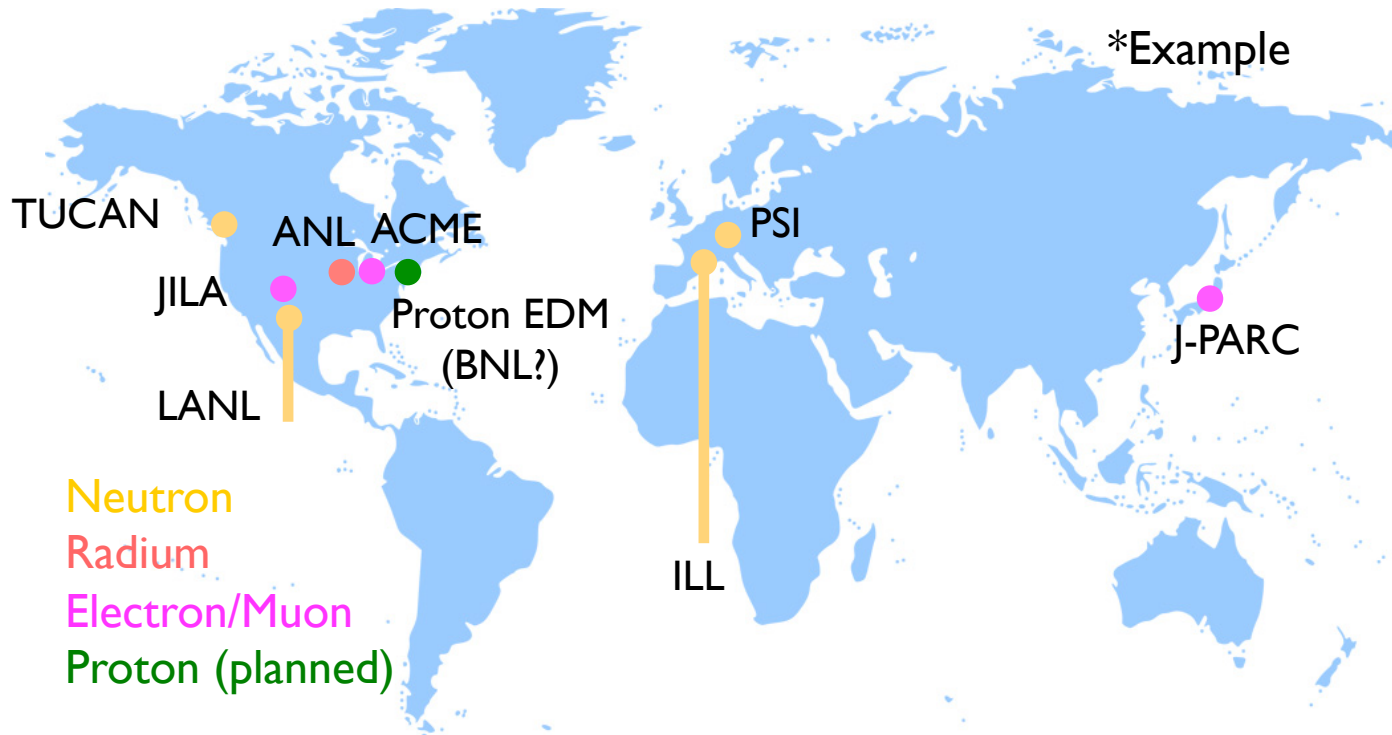 *Example
TUCAN
ANL
ACME
PSI
JILA
Proton EDM
(BNL?)
J-PARC
LANL
ILL
Neutron
Radium
Electron/Muon
Proton (planned)